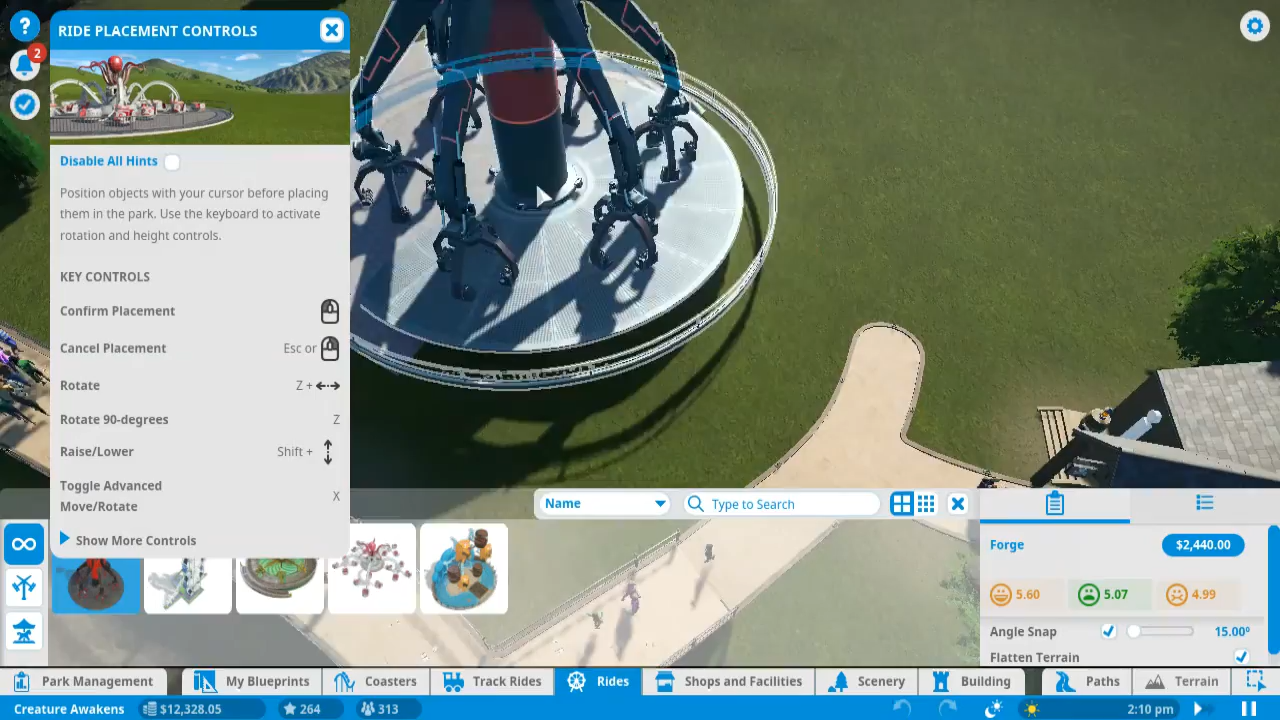 ?
RIDE PLACEMENT CONTROLS
2
Disable All Hints
Position objects with your cursor before placing
them in the park. Use the keyboard to activate
rotation and height controls.
KEY CONTROLS
Confirm Placement
Cancel Placement Esc or
Rotate Z +
Rotate 90-degrees Z
Raise/Lower Shift +
Toggle Advanced
Move/Rotate X
Show More Controls
Name
Type to Search
Forge $2,440.00
5.60 5.07 4.99
Angle Snap 15.00º
Flatten Terrain
Park Management My Blueprints Coasters Track Rides Rides Shops and Facilities Scenery Building Paths Terrain
Creature Awakens $12,328.05 264 313 2:10 pm